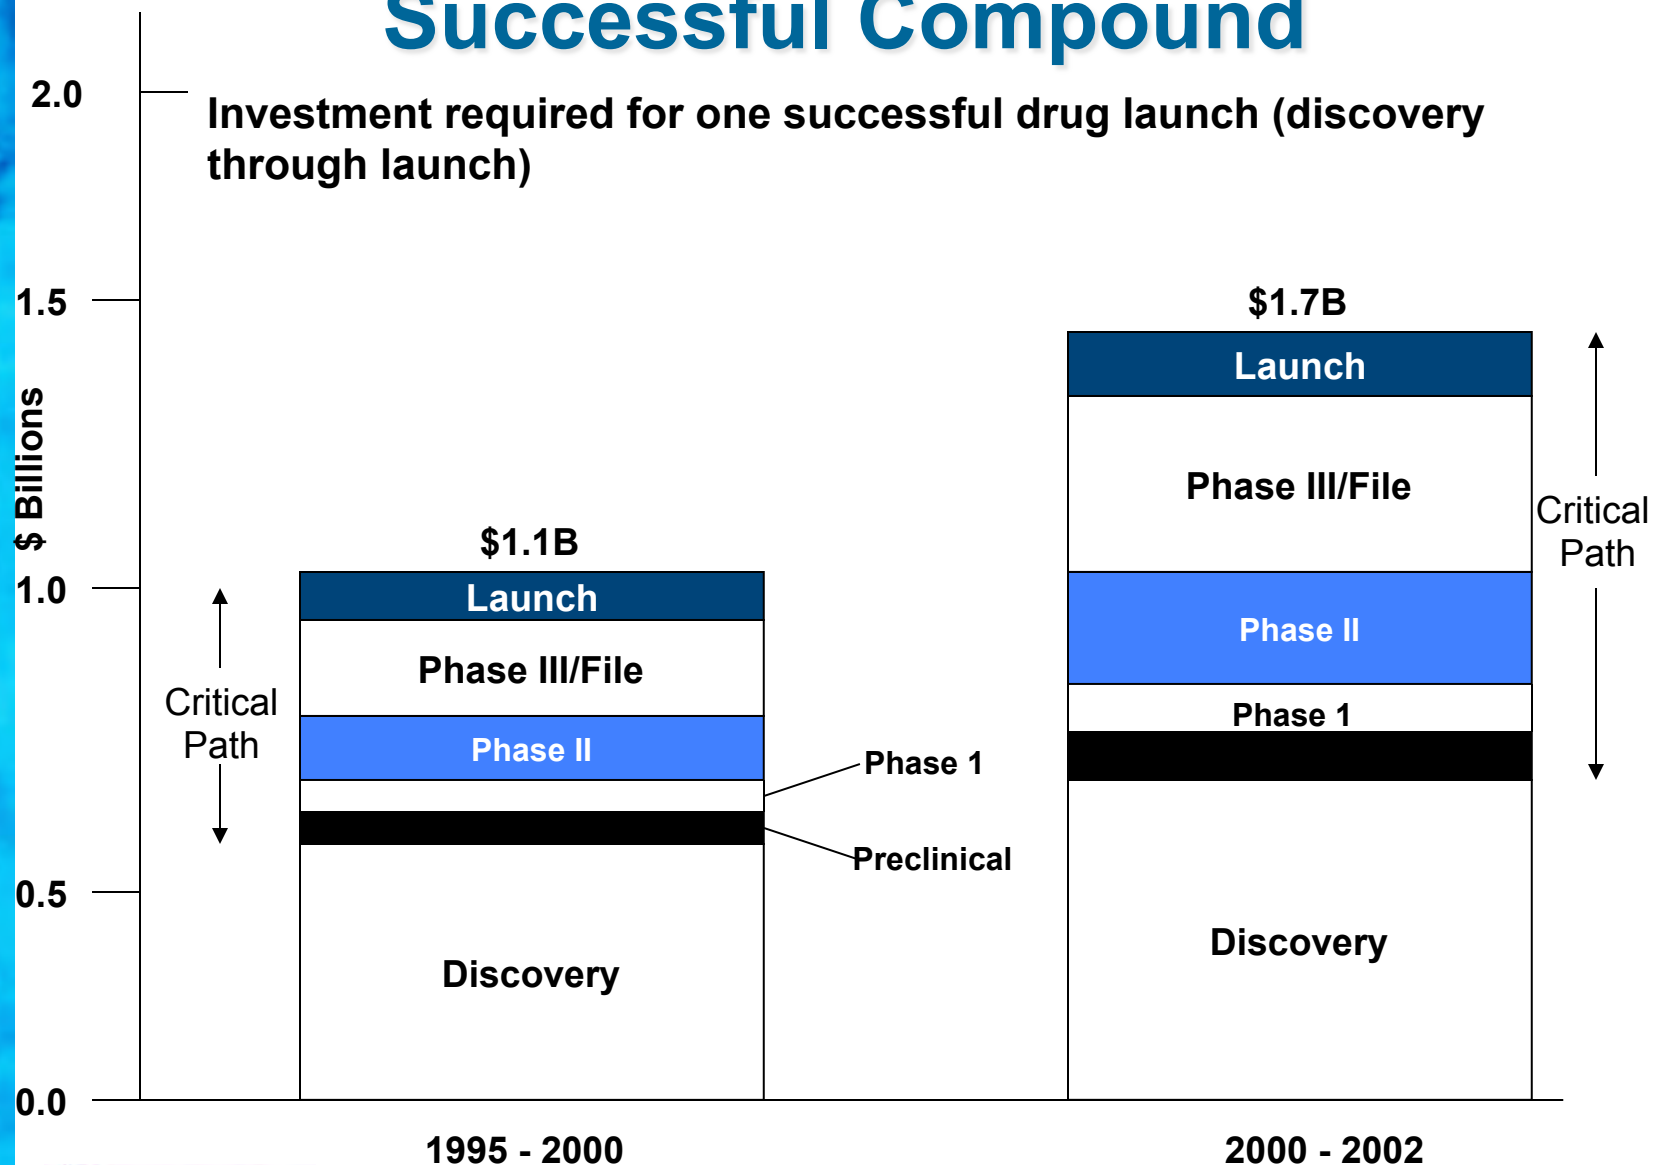 Successful Compound
Investment required for one successful drug launch (discovery
through launch)
2.0
1.5
1.0
0.5
0.0
$ Billions
$1.1B
Launch
Phase III/File
Phase II
Phase 1
Preclinical
Discovery
Critical
Path
1995 - 2000
$1.7B
Launch
Phase III/File
Phase II
Phase 1
Discovery
Critical
Path
2000 - 2002